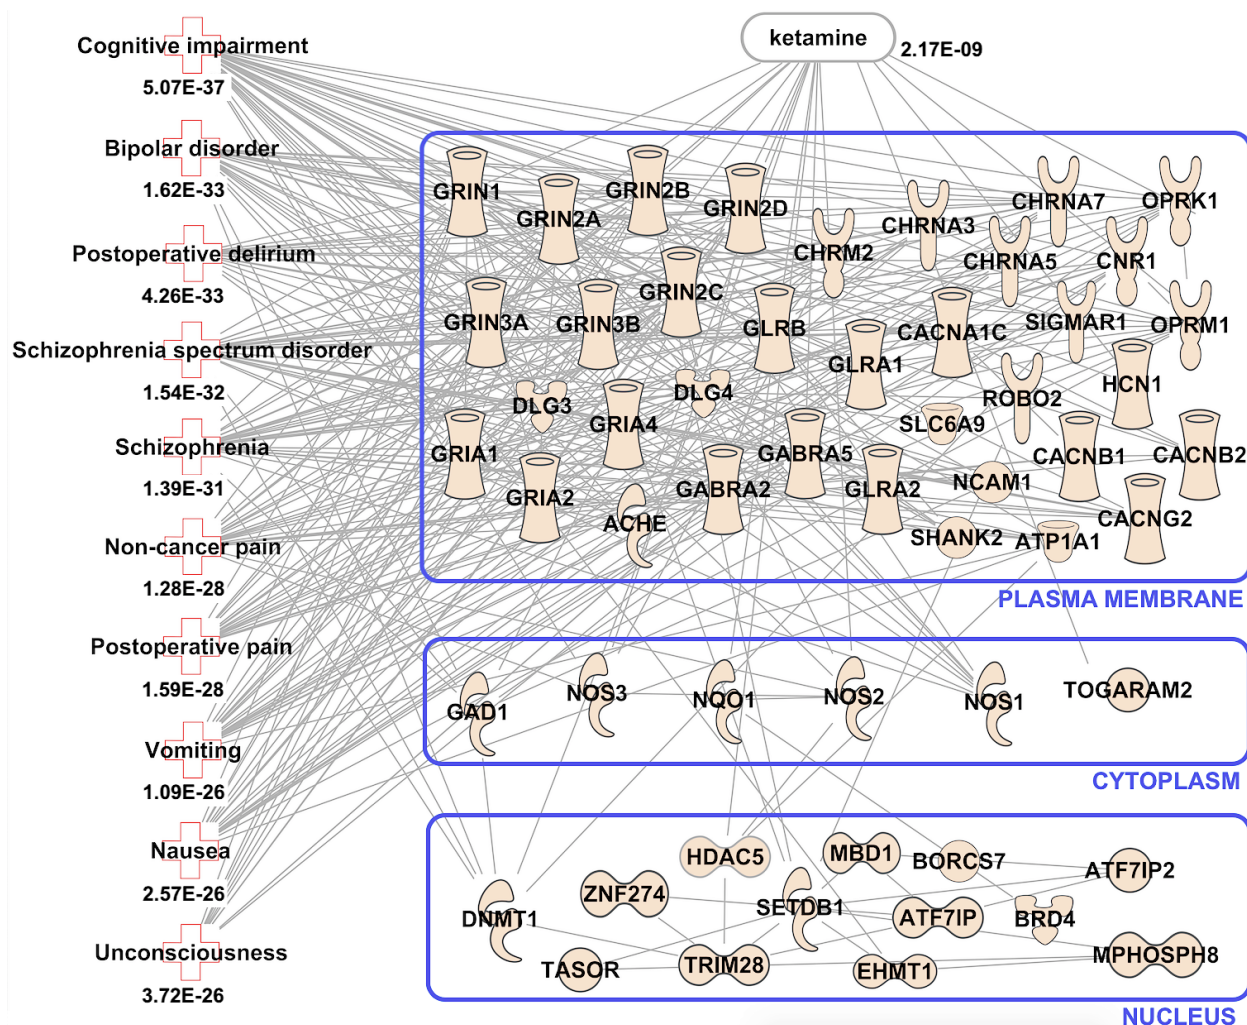 Cognitive impairment
5.07E-37
Bipolar disorder
1.62E-33
Postoperative delirium
4.26E-33
Schizophrenia spectrum disorder
1.54E-32
Schizophrenia
1.39E-31
Non-cancer pain
1.28E-28
Postoperative pain
1.59E-28
Vomiting
1.09E-26
Nausea
2.57E-26
Unconsciousness
3.72E-26
ketamine
2.17E-09
GRIN1
GRIN2A
GRIN2B
GRIN2D
CHRM2
CHRNA3
CHRNA7
OPRK1
CHRNA5
CNR1
GRIN3A
GRIN3B
GRIN2C
GLRB
GLRA1
CACNA1C
SIGMAR1
OPRM1
DLG3
GRIA4
DLG4
SLC6A9
ROBO2
HCN1
GRIA1
GRIA2
ACHE
GABRA2
GABRA5
GLRA2
NCAM1
CACNB1
CACNB2
SHANK2
ATP1A1
CACNG2
PLASMA MEMBRANE
GAD1
NOS3
NQO1
NOS2
NOS1
TOGARAM2
CYTOPLASM
HDAC5
MBD1
BORCS7
ATF7IP2
ZNF274
DNMT1
SETDB1
ATF7IP
BRD4
TASOR
TRIM28
EHMT1
MPHOSPH8
NUCLEUS